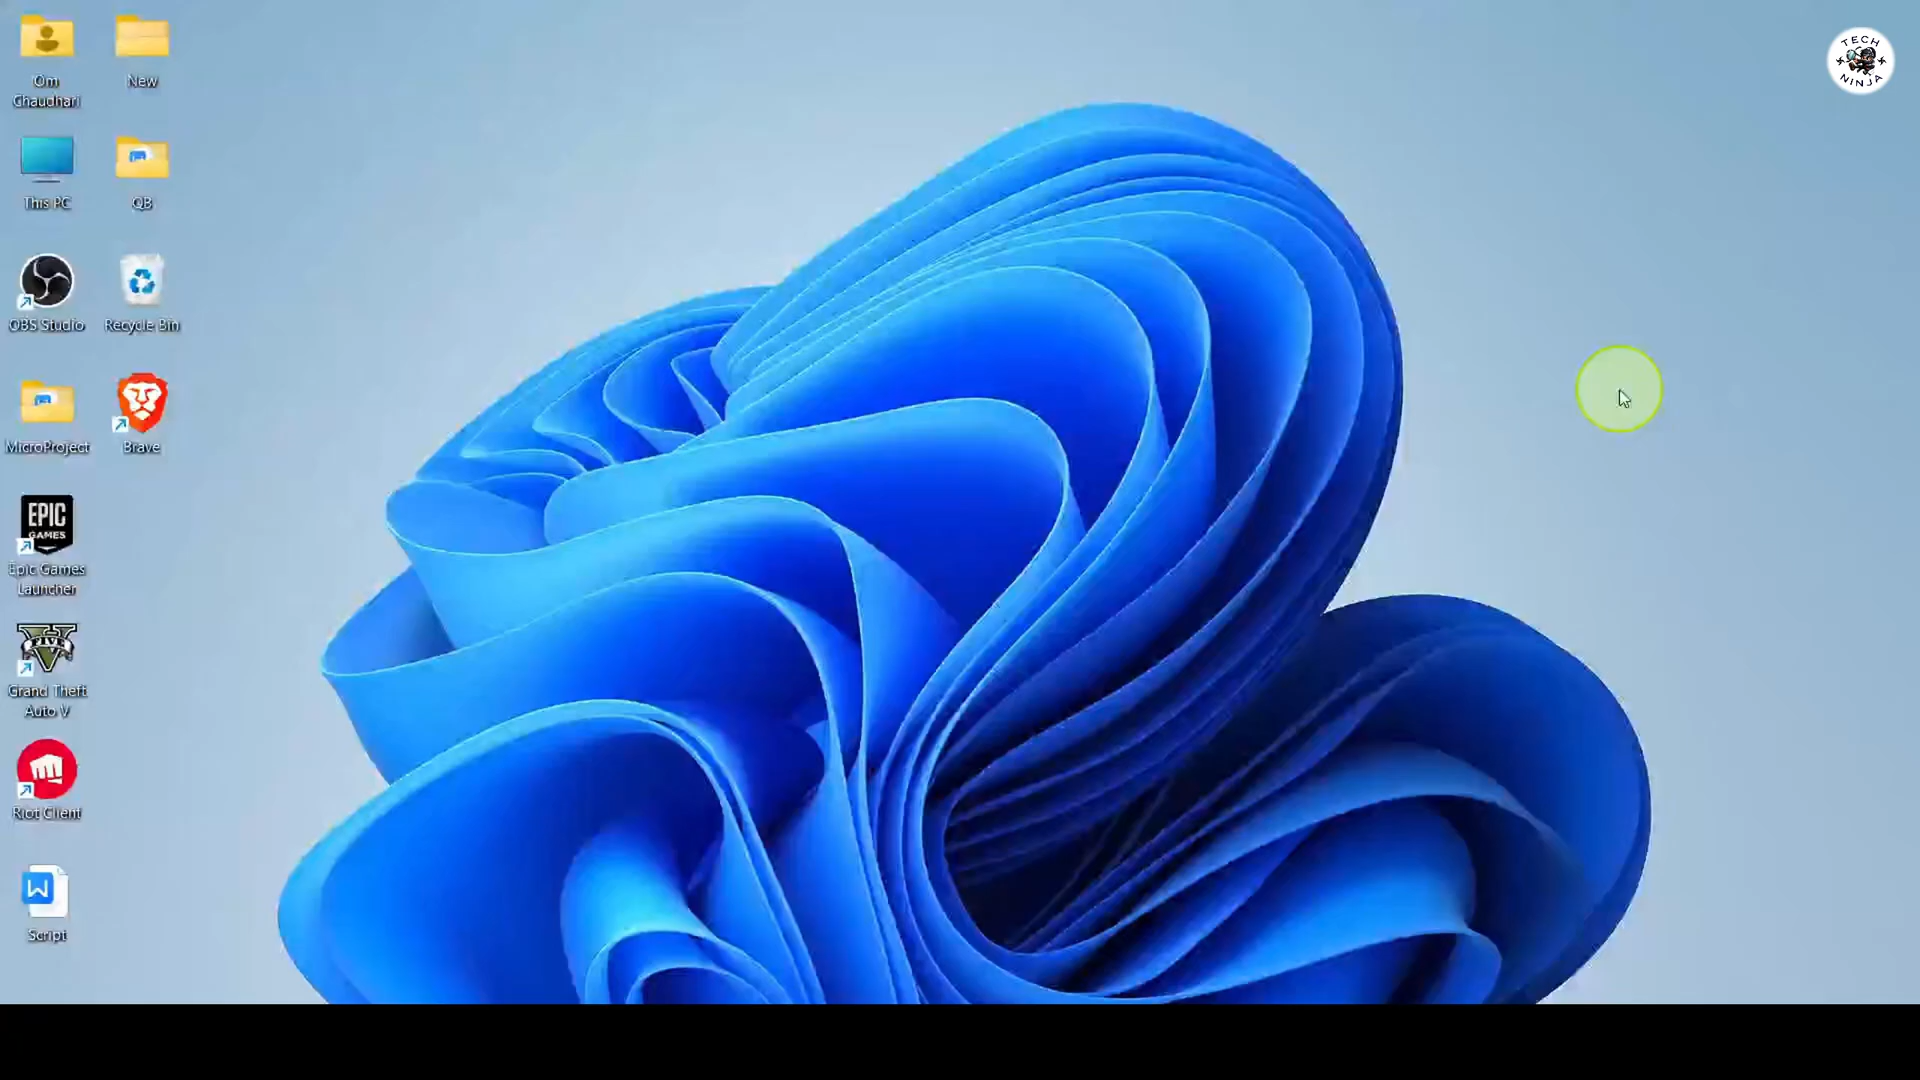 Om
Chaudhari
New
This PC
QB
OBS Studio
Recycle Bin
MicroProject
Brave
EPIC
GAMES
Epic Games
Launcher
FIVE
Grand Theft
Auto V
Riot Client
W
Script
TECH
NINJA